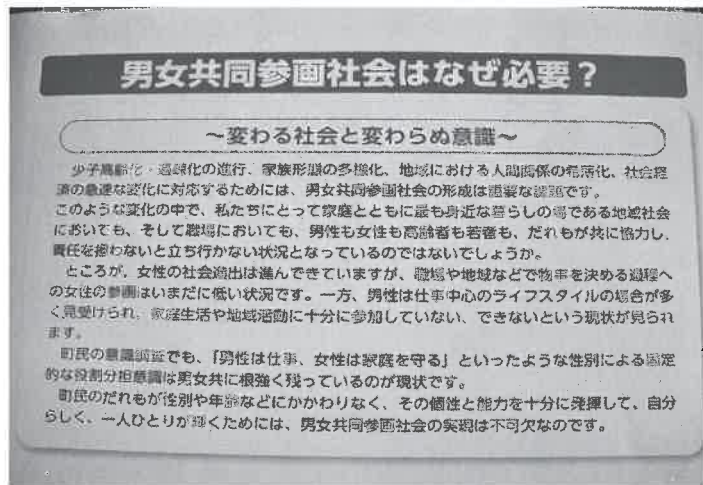 男女共同参画社会はなぜ必要？
～変わる社会と変わらぬ意識～
少子高齢化・過疎化の進行、家族形態の多様化、地域における人間関係の希薄化、社会経
済の急速な変化に対応するためには、男女共同参画社会の形成は重要な課題です。
このような変化の中で、私たちにとって家庭とともに最も身近な暮らしの場である地域社会
においても、そして職場においても、男性も女性も高齢者も若者も、だれもが共に協力し、
責任を担わないと立ち行かない状況となっているのではないでしょうか。
ところが、女性の社会進出は進んできていますが、職場や地域などで物事を決める過程へ
の女性の参画はいまだに低い状況です。一方、男性は仕事中心のライフスタイルの場合が多
く見受けられ、家庭生活や地域活動に十分に参加していない、できないという現状が見られ
ます。
町民の意識調査でも、「男性は仕事、女性は家庭を守る」といったような性別による固定
的な役割分担意識は男女共に根強く残っているのが現状です。
町民のだれもが性別や年齢などにかかわりなく、その個性と能力を十分に発揮して、自分
らしく、一人ひとりが輝くためには、男女共同参画社会の実現は不可欠なのです。